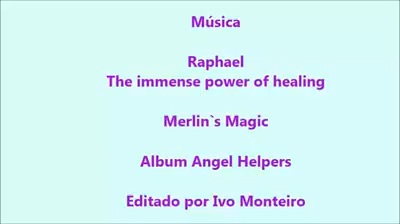 Música
Raphael
The immense power of healing
Merlin`s Magic
Album Angel Helpers
Editado por Ivo Monteiro